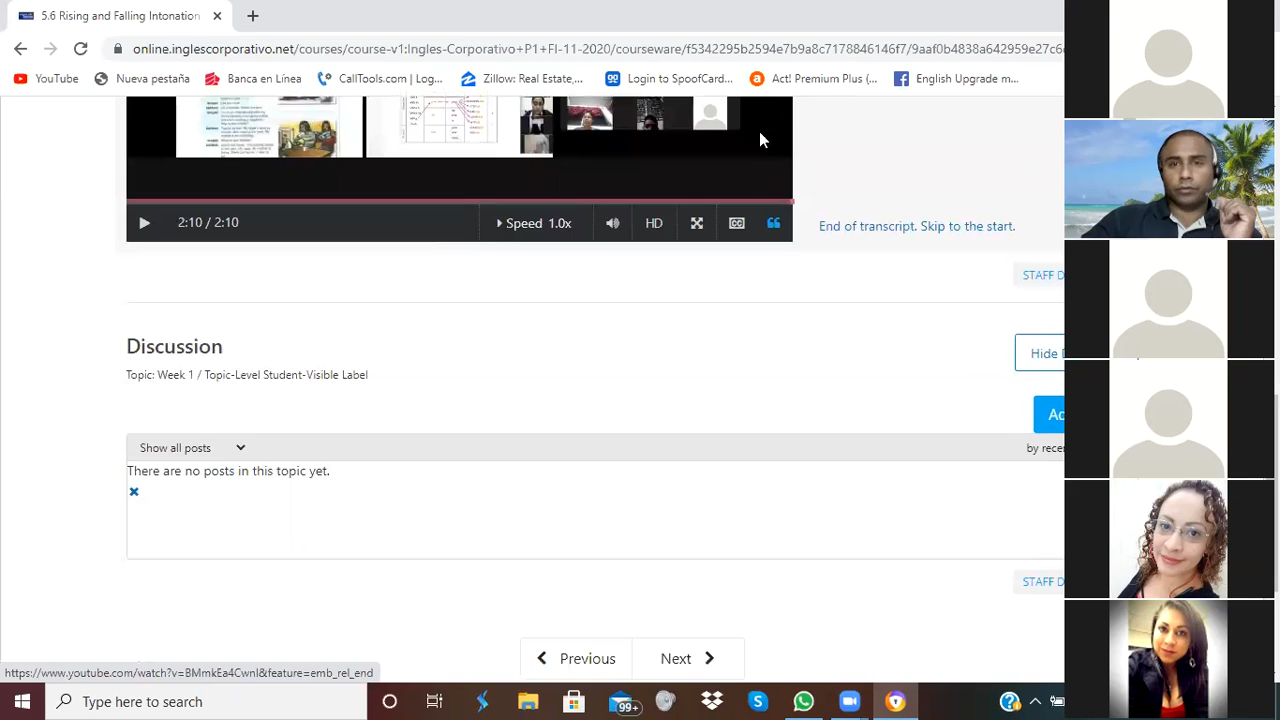 5.6 Rising and Falling Intonation
online.inglescorporativo.net/courses/course-v1:Ingles-Corporativo+P1+FI-11-2020/courseware/f5342295b2594e7b9a8c7178846146f7/9aaf0b4838a642959e27c6
YouTube Nueva pestaña Banca en Línea CallTools.com | Log... Zillow: Real Estate,... Login to SpoofCard... Act! Premium Plus (... English Upgrade m...
2:10 / 2:10 Speed 1.0x HD CC
End of transcript. Skip to the start.
STAFF D
Discussion
Hide
Topic: Week 1 / Topic-Level Student-Visible Label
Ad
Show all posts by recen
There are no posts in this topic yet.
STAFF D
Previous Next
https://www.youtube.com/watch?v=BMmkEa4CwnI&feature=emb_rel_end
Type here to search 99+